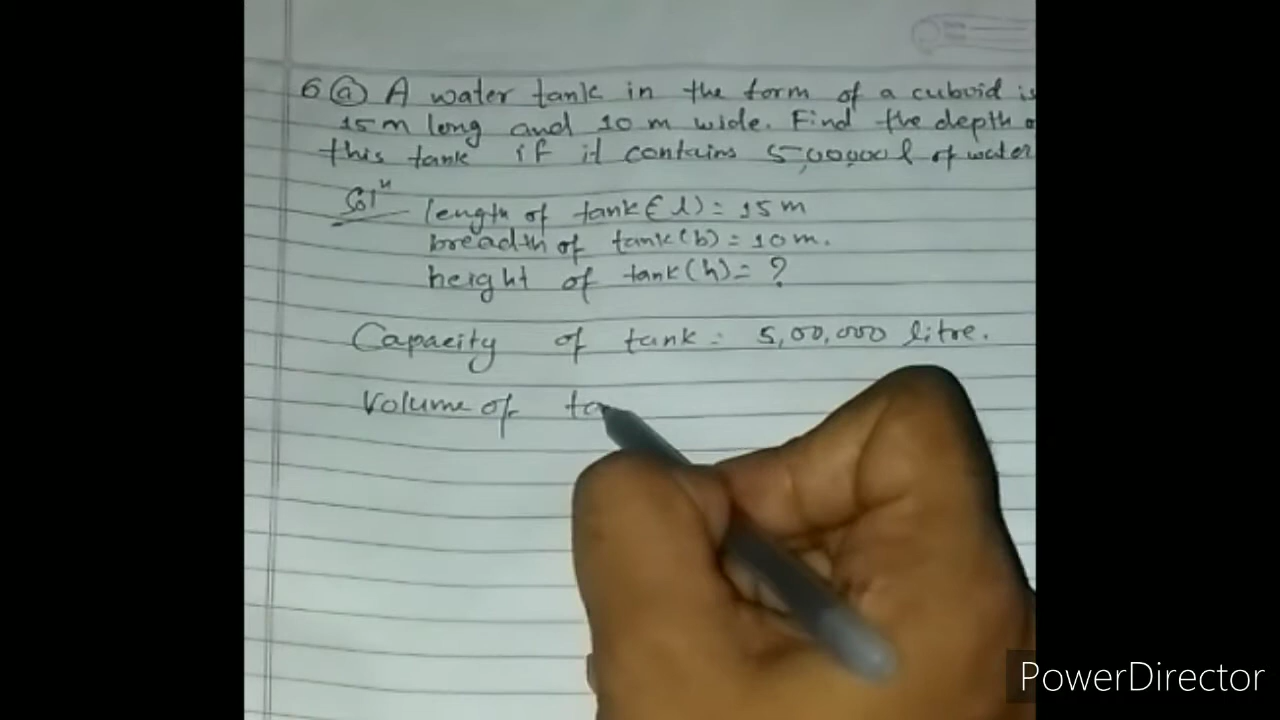 6 (a) A water tank in the form of a cuboid is
15 m long and 10 m wide. Find the depth o
this tank if it contains 5,00,000 l of water
Solⁿ
length of tank (l) = 15 m
breadth of tank (b) = 10 m.
height of tank (h) = ?
Capacity of tank = 5,00,000 litre.
Volume of ta
PowerDirector